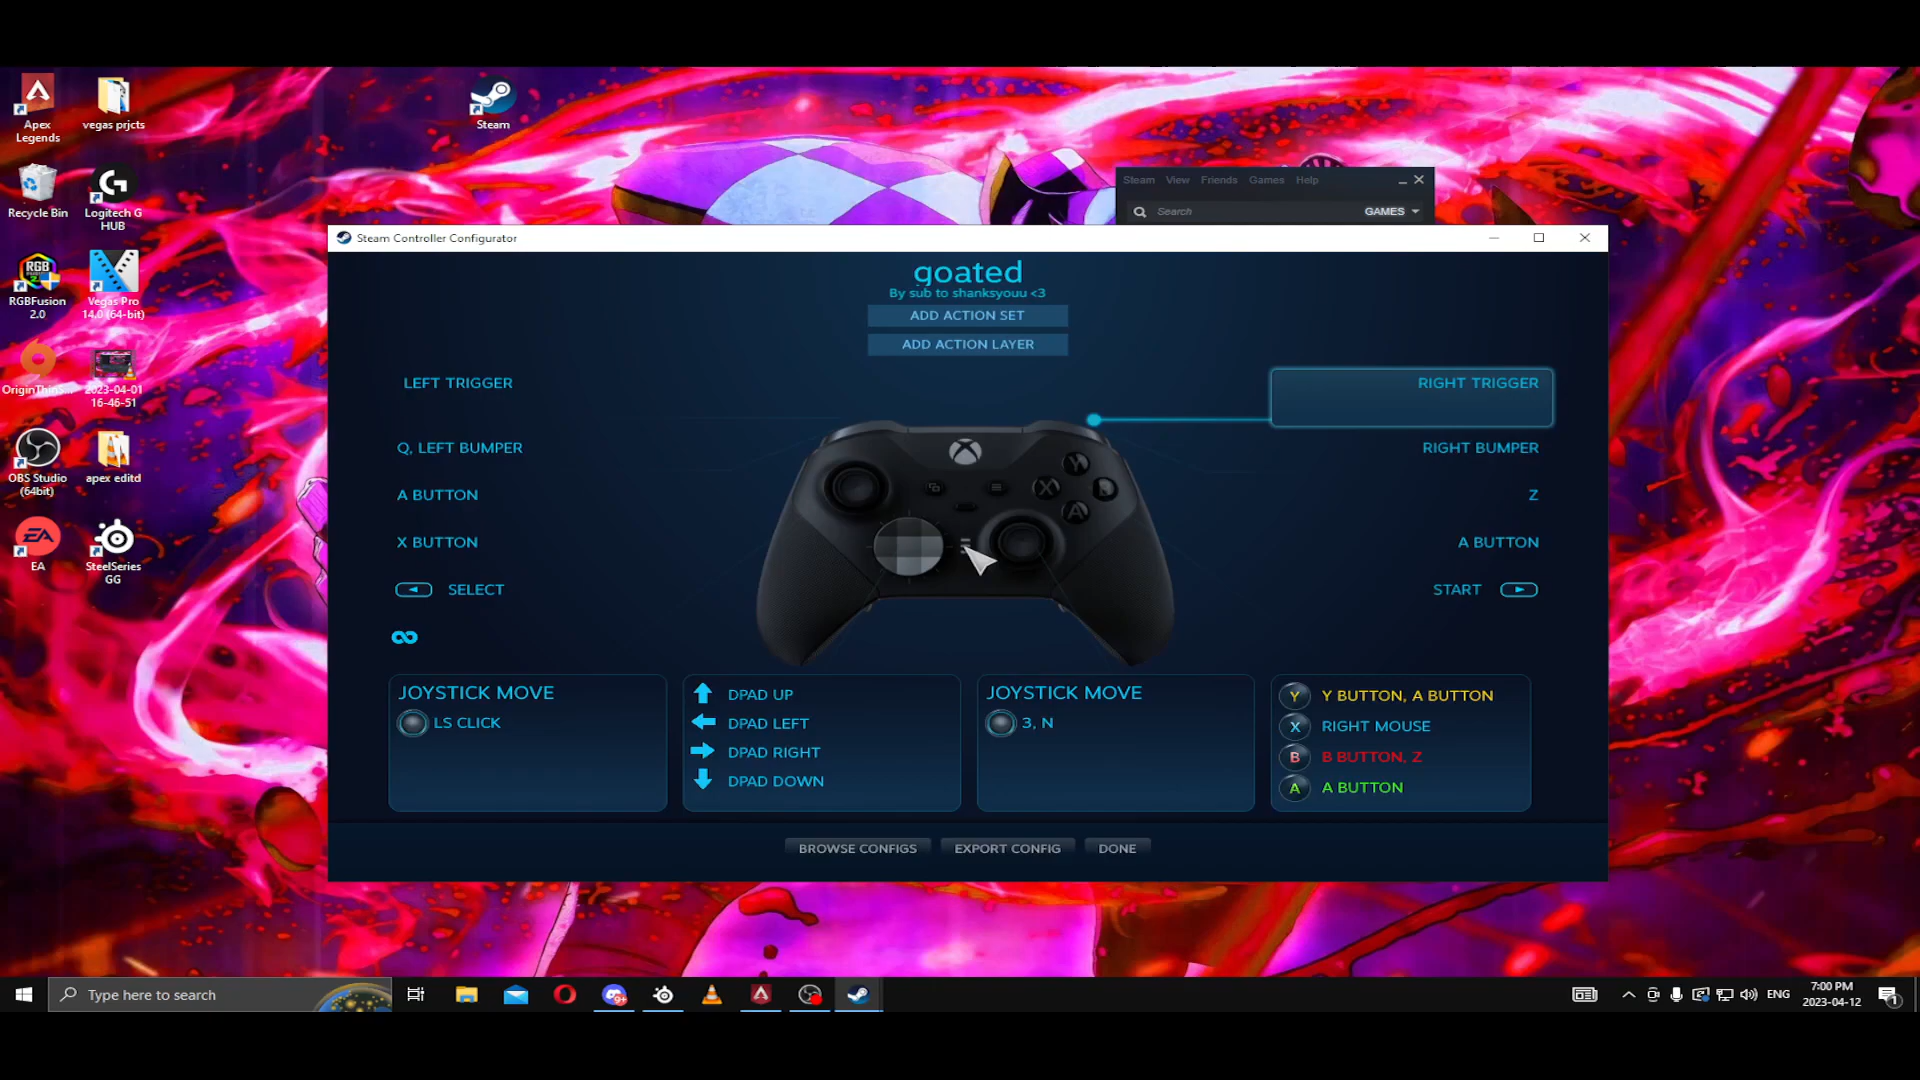 Apex
Legends
vegas prjcts
Steam
Recycle Bin
Logitech G
HUB
RGB
RGBFusion
2.0
Vegas Pro
14.0 (64-bit)
OriginThinS...
2023-04-01
16-46-51
OBS Studio
(64bit)
apex editd
EA
EA
SteelSeries
GG
Steam View Friends Games Help
Search GAMES
Steam Controller Configurator
goated
By sub to shanksyouu <3
ADD ACTION SET
ADD ACTION LAYER
LEFT TRIGGER
RIGHT TRIGGER
Q, LEFT BUMPER
RIGHT BUMPER
A BUTTON
Z
X BUTTON
A BUTTON
SELECT
START
Y
X
B
A
JOYSTICK MOVE
LS CLICK
DPAD UP
DPAD LEFT
DPAD RIGHT
DPAD DOWN
JOYSTICK MOVE
3, N
Y Y BUTTON, A BUTTON
X RIGHT MOUSE
B B BUTTON, Z
A A BUTTON
BROWSE CONFIGS EXPORT CONFIG DONE
Type here to search
9+
ENG
7:00 PM
2023-04-12
1